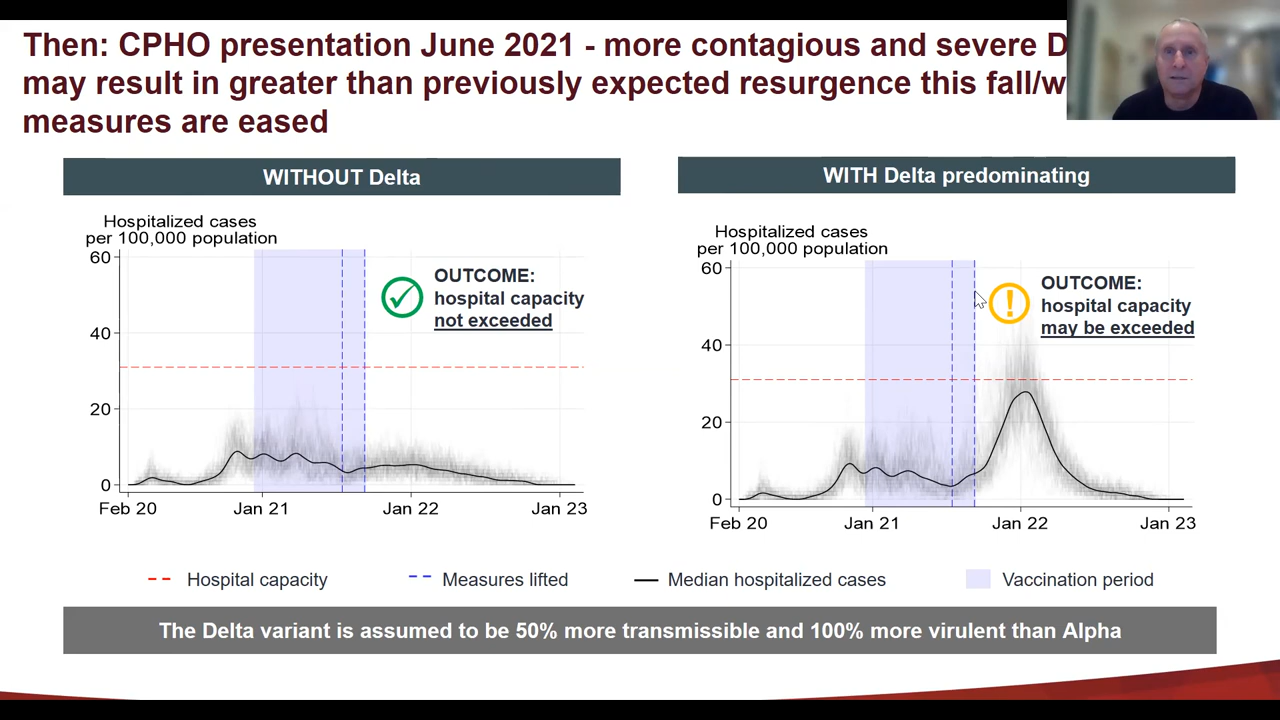 Then: CPHO presentation June 2021 - more contagious and severe
may result in greater than previously expected resurgence this
measures are eased
WITHOUT Delta
Hospitalized cases
per 100,000 population
60
40
20
0
Feb 20
Jan 21
Jan 22
Jan 23
OUTCOME:
hospital capacity
not exceeded
WITH Delta predominating
Hospitalized cases
per 100,000 population
60
40
20
0
Feb 20
Jan 21
Jan 22
Jan 23
OUTCOME:
hospital capacity
may be exceeded
Hospital capacity
Measures lifted
Median hospitalized cases
Vaccination period
The Delta variant is assumed to be 50% more transmissible and 100% more virulent than Alpha